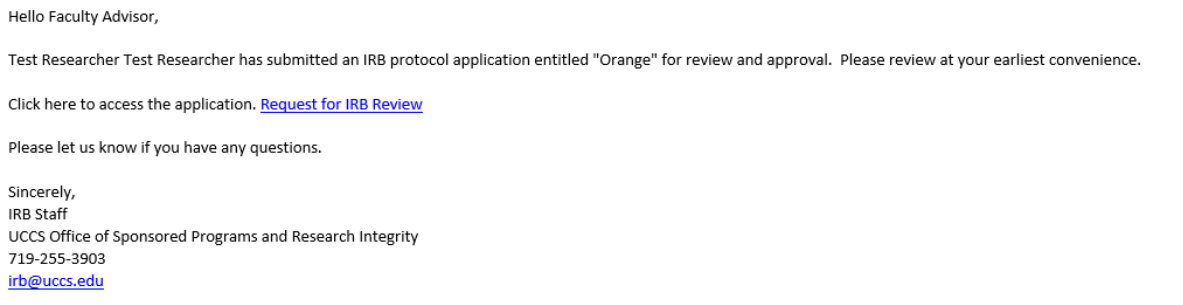 Hello Faculty Advisor,
Test Researcher Test Researcher has submitted an IRB protocol application entitled "Orange" for review and approval.  Please review at your earliest convenience.
Click here to access the application. Request for IRB Review
Please let us know if you have any questions.
Sincerely,
IRB Staff
UCCS Office of Sponsored Programs and Research Integrity
719-255-3903
irb@uccs.edu